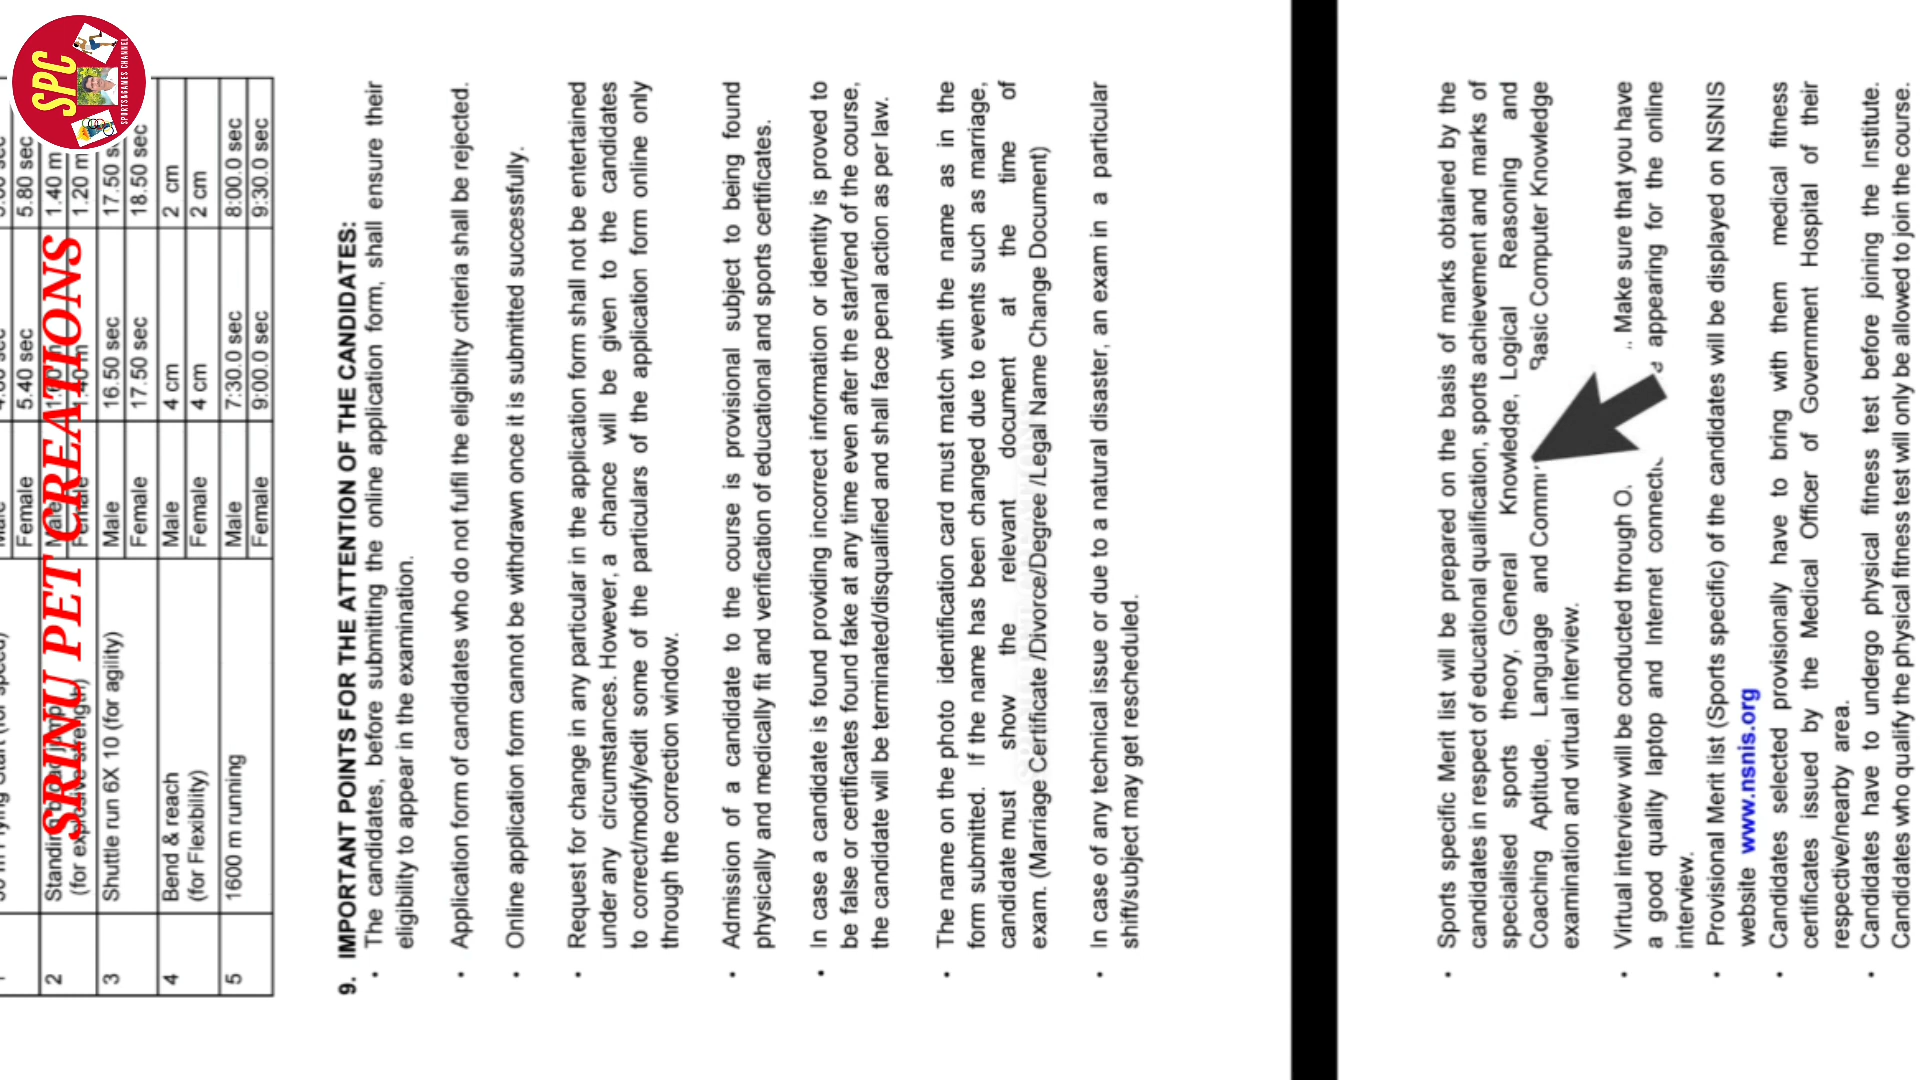 SPC
SPORTS&GAMES CHANNEL
SRINU PET CREATIONS
Female 5.40 sec 5.80 sec
2 Standing broad jump Male 1.40 m
(for explosive strength) Female 1.20 m
3 Shuttle run 6X 10 (for agility) Male 16.50 sec 17.50 s
Female 17.50 sec 18.50 sec
4 Bend & reach Male 4 cm 2 cm
(for Flexibility) Female 4 cm 2 cm
5 1600 m running Male 7:30.0 sec 8:00.0 sec
Female 9:00.0 sec 9:30.0 sec
9. IMPORTANT POINTS FOR THE ATTENTION OF THE CANDIDATES:
• The candidates, before submitting the online application form, shall ensure their
eligibility to appear in the examination.
• Application form of candidates who do not fulfil the eligibility criteria shall be rejected.
• Online application form cannot be withdrawn once it is submitted successfully.
• Request for change in any particular in the application form shall not be entertained
under any circumstances. However, a chance will be given to the candidates
to correct/modify/edit some of the particulars of the application form online only
through the correction window.
• Admission of a candidate to the course is provisional subject to being found
physically and medically fit and verification of educational and sports certificates.
• In case a candidate is found providing incorrect information or identity is proved to
be false or certificates found fake at any time even after the start/end of the course,
the candidate will be terminated/disqualified and shall face penal action as per law.
• The name on the photo identification card must match with the name as in the
form submitted. If the name has been changed due to events such as marriage,
candidate must show the relevant document at the time of
exam. (Marriage Certificate /Divorce/Degree /Legal Name Change Document)
• In case of any technical issue or due to a natural disaster, an exam in a particular
shift/subject may get rescheduled.
• Sports specific Merit list will be prepared on the basis of marks obtained by the
candidates in respect of educational qualification, sports achievement and marks of
specialised sports theory, General Knowledge, Logical Reasoning and
Coaching Aptitude, Language and Commu Basic Computer Knowledge
examination and virtual interview.
• Virtual interview will be conducted through Make sure that you have
a good quality laptop and Internet connecti appearing for the online
interview.
• Provisional Merit list (Sports specific) of the candidates will be displayed on NSNIS
website www.nsnis.org
• Candidates selected provisionally have to bring with them medical fitness
certificates issued by the Medical Officer of Government Hospital of their
respective/nearby area.
• Candidates have to undergo physical fitness test before joining the Institute.
Candidates who qualify the physical fitness test will only be allowed to join the course.